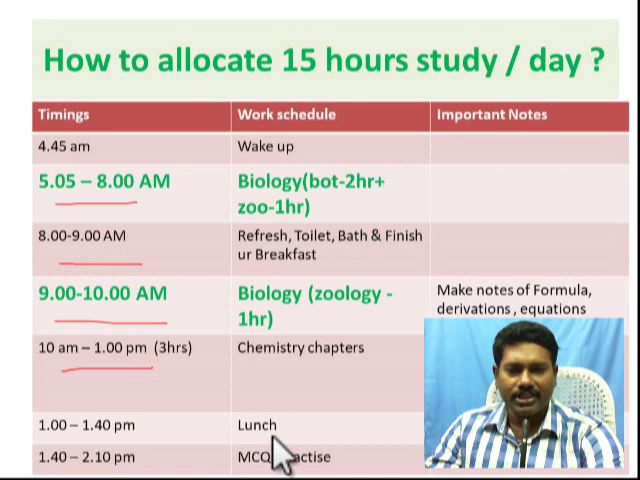 How to allocate 15 hours study / day ?
Timings Work schedule Important Notes
4.45 am Wake up
5.05 – 8.00 AM Biology(bot-2hr+
zoo-1hr)
8.00-9.00 AM Refresh, Toilet, Bath & Finish
ur Breakfast
9.00-10.00 AM Biology (zoology -
1hr)
Make notes of Formula,
derivations , equations
10 am – 1.00 pm (3hrs) Chemistry chapters
1.00 – 1.40 pm Lunch
1.40 – 2.10 pm MCQ